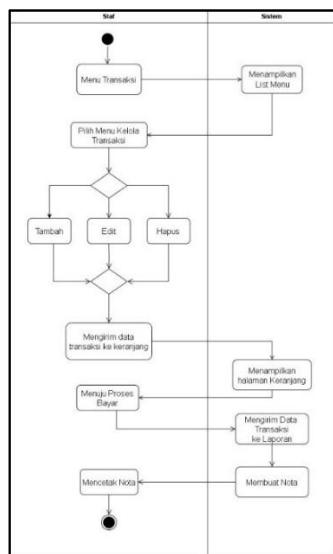 Staf
Sistem
Menu Transaksi
Menampilkan
List Menu
Pilih Menu Kelola
Transaksi
Tambah
Edit
Hapus
Mengirim data
transaksi ke keranjang
Menampilkan
halaman Keranjang
Menuju Proses
Bayar
Mengirim Data
Transaksi
ke Laporan
Mencetak Nota
Membuat Nota